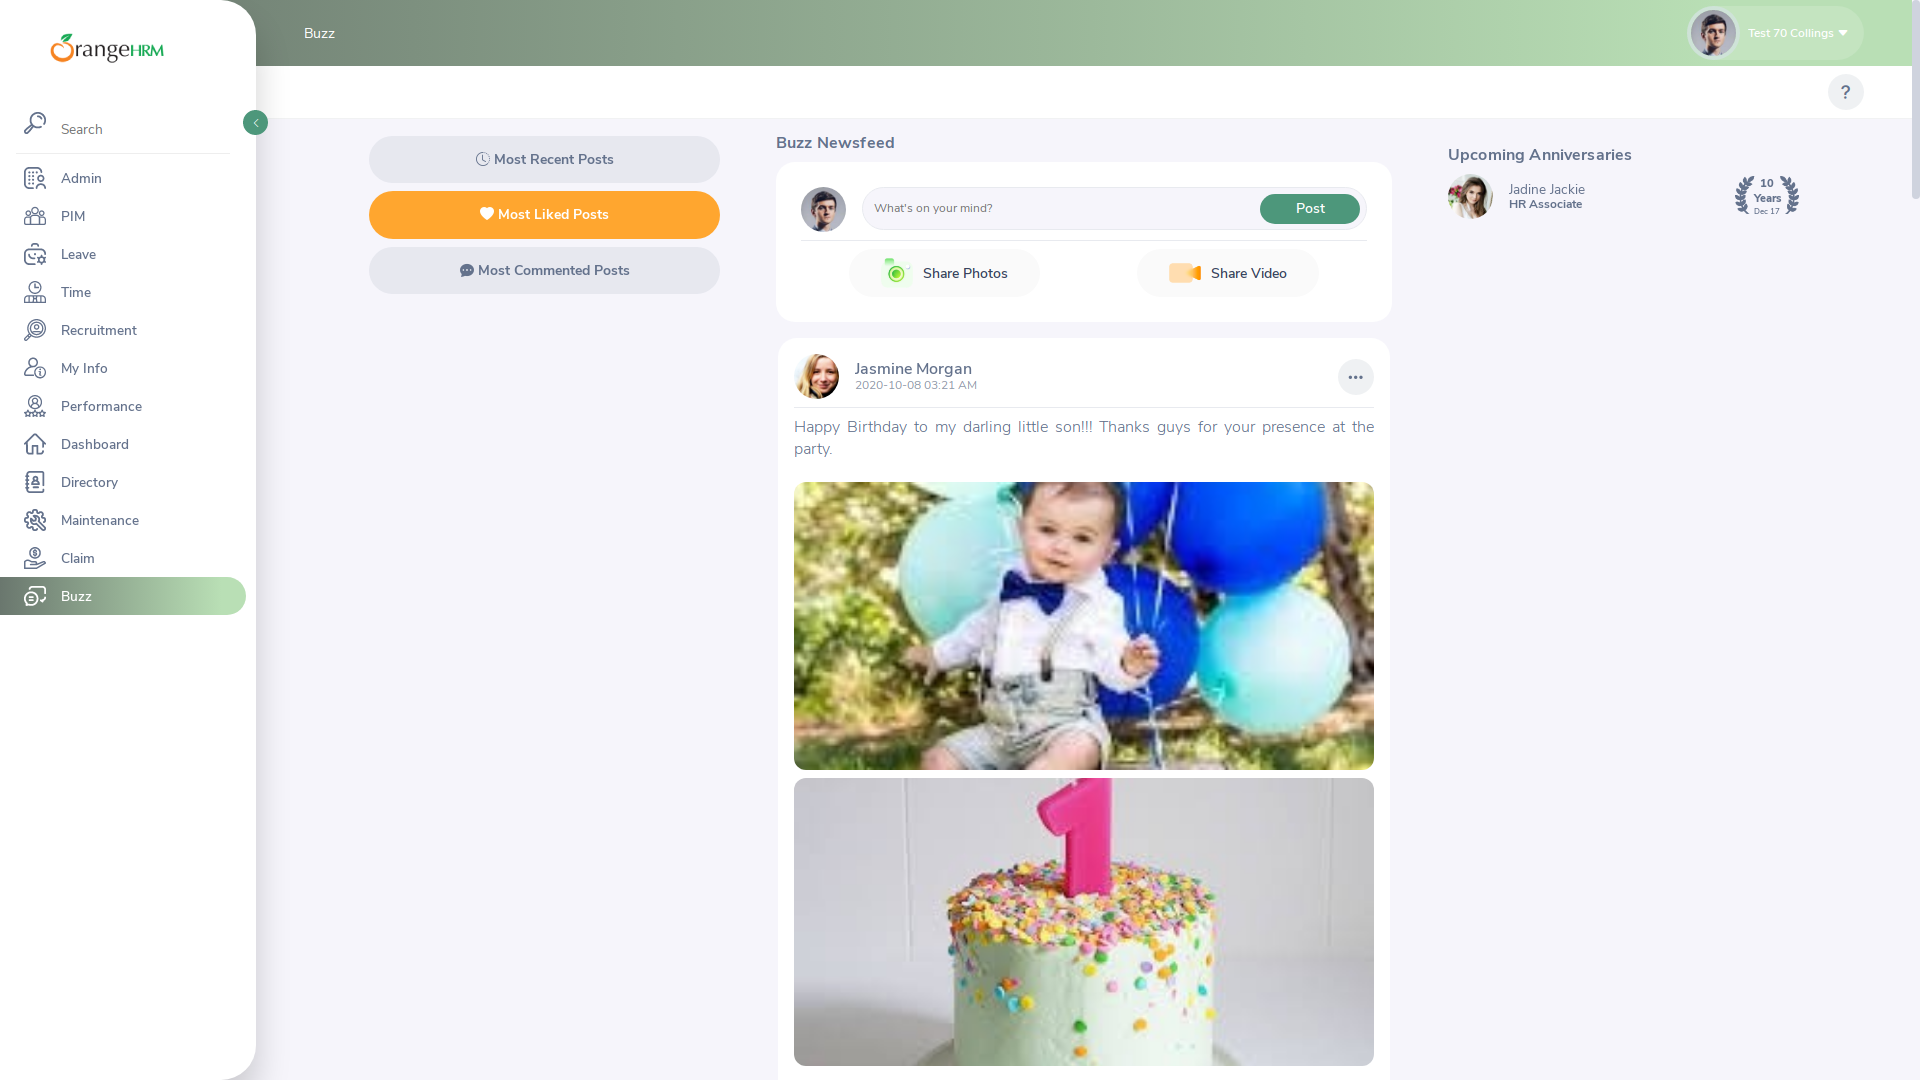 OrangeHRM
Search
Admin
PIM
Leave
Time
Recruitment
My Info
Performance
Dashboard
Directory
Maintenance
Claim
Buzz
Buzz
Test 70 Collings
?
Most Recent Posts
Most Liked Posts
Most Commented Posts
Buzz Newsfeed
What's on your mind?
Post
Share Photos
Share Video
Jasmine Morgan
2020-10-08 03:21 AM
Happy Birthday to my darling little son!!! Thanks guys for your presence at the
party.
1
Upcoming Anniversaries
Jadine Jackie
HR Associate
10
Years
Dec 17